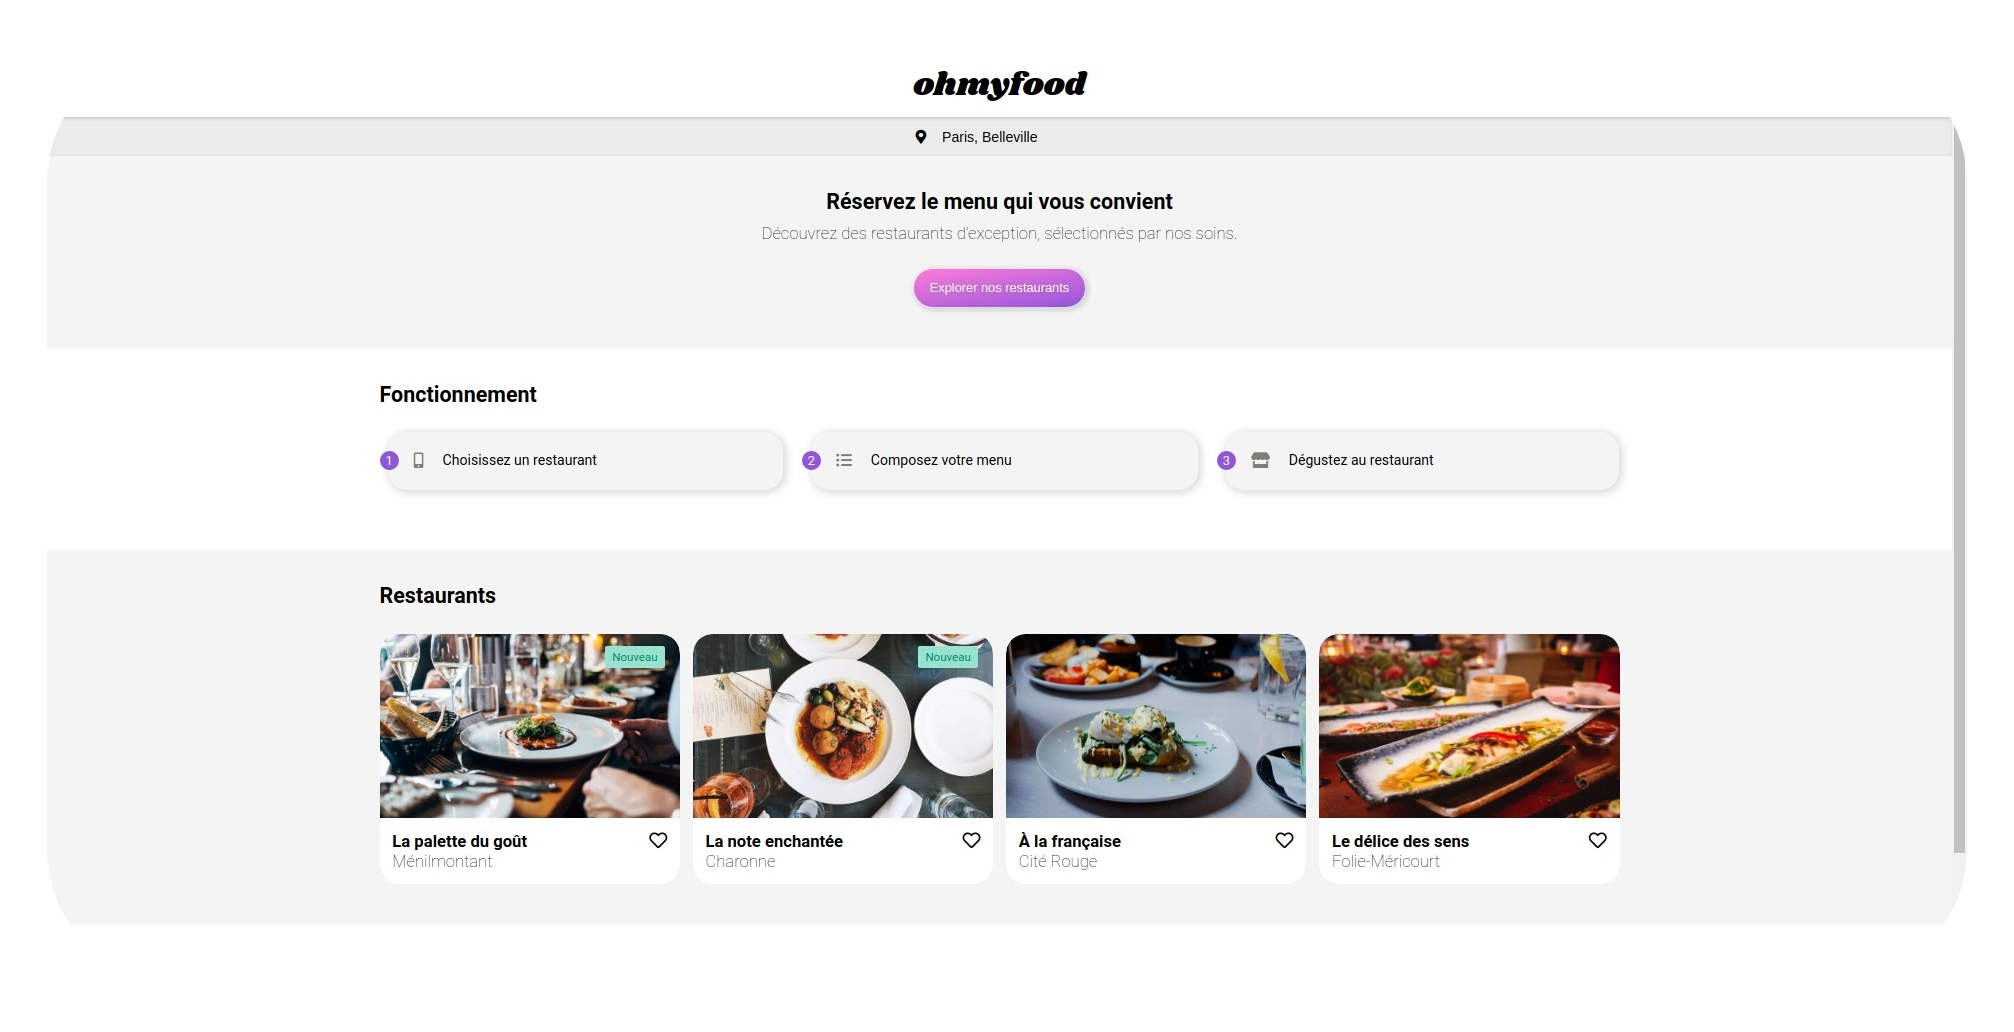 ohmyfood
Paris, Belleville
Réservez le menu qui vous convient
Découvrez des restaurants d'exception, sélectionnés par nos soins.
Explorer nos restaurants
Fonctionnement
1 Choisissez un restaurant
2 Composez votre menu
3 Dégustez au restaurant
Restaurants
Nouveau
La palette du goût
Ménilmontant
Nouveau
La note enchantée
Charonne
À la française
Cité Rouge
Le délice des sens
Folie-Méricourt